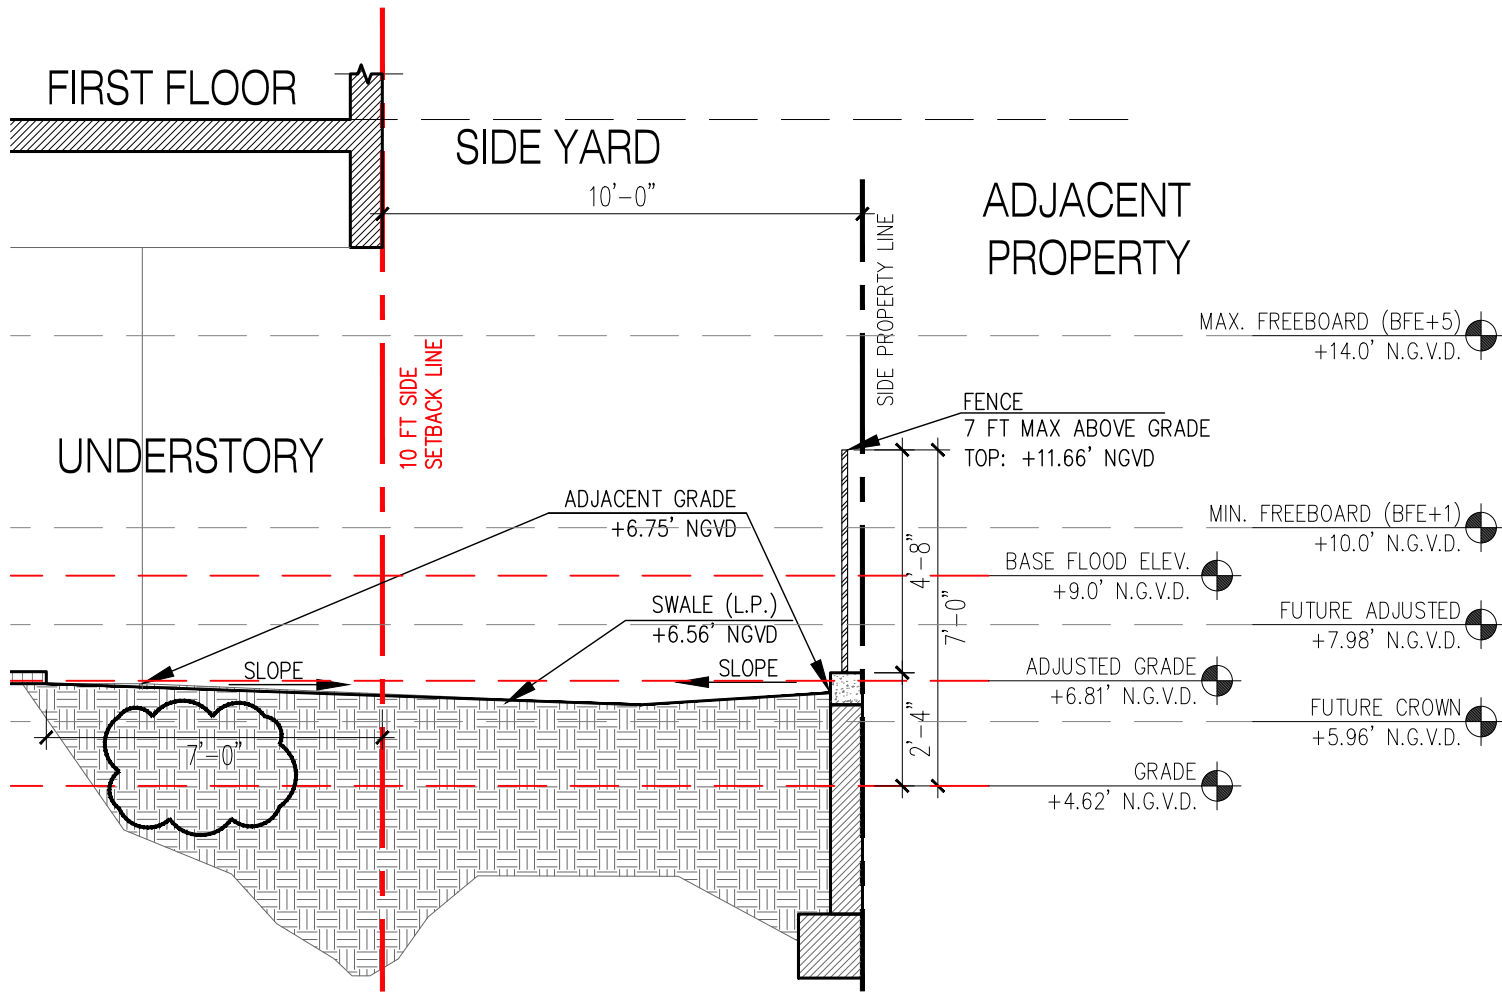 FIRST FLOOR
SIDE YARD
10'-0"
ADJACENT
PROPERTY
SIDE PROPERTY LINE
10 FT SIDE
SETBACK LINE
MAX. FREEBOARD (BFE+5)
+14.0' N.G.V.D.
FENCE
7 FT MAX ABOVE GRADE
TOP: +11.66' NGVD
UNDERSTORY
ADJACENT GRADE
+6.75' NGVD
MIN. FREEBOARD (BFE+1)
+10.0' N.G.V.D.
4'-8"
BASE FLOOD ELEV.
+9.0' N.G.V.D.
SWALE (L.P.)
+6.56' NGVD
7'-0"
FUTURE ADJUSTED
+7.98' N.G.V.D.
SLOPE
SLOPE
ADJUSTED GRADE
+6.81' N.G.V.D.
FUTURE CROWN
+5.96' N.G.V.D.
2'-4"
7'-0"
GRADE
+4.62' N.G.V.D.